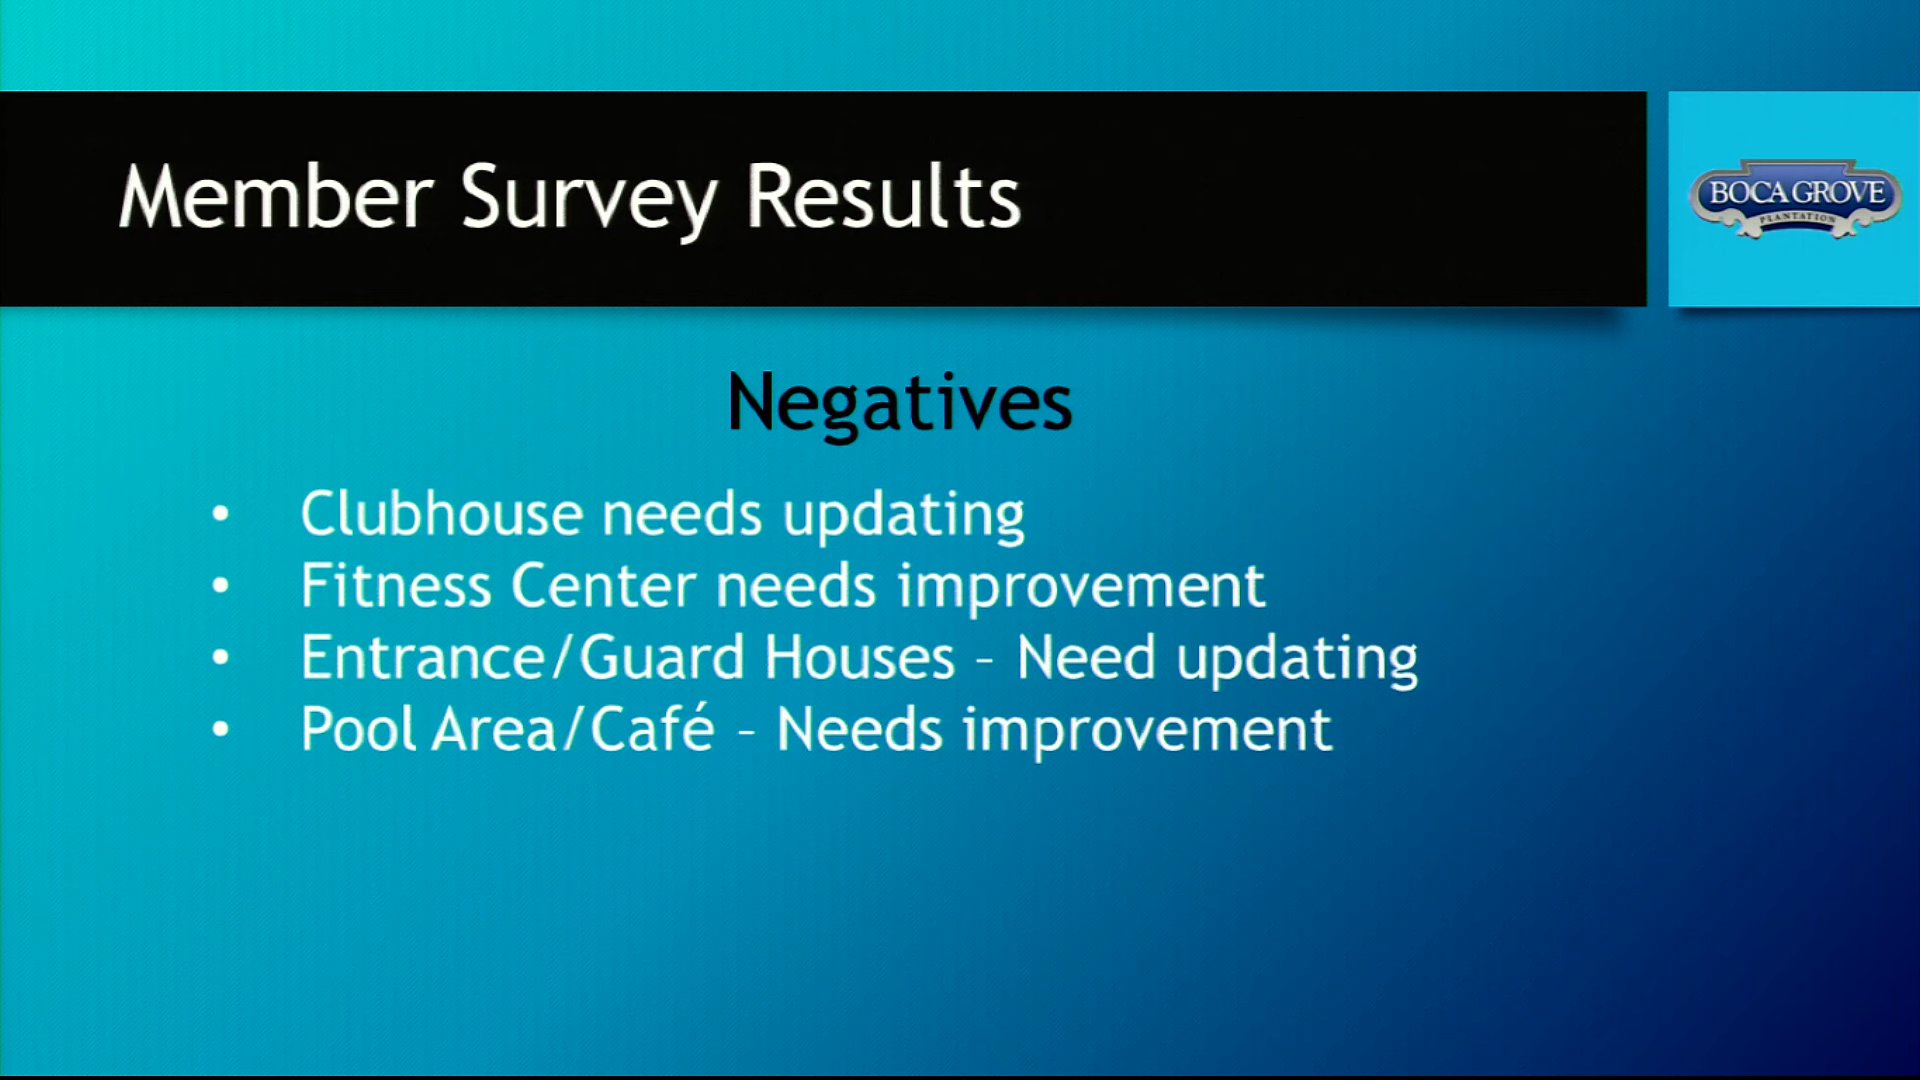 Member Survey Results
BOCA GROVE
PLANTATION
Negatives
• Clubhouse needs updating
• Fitness Center needs improvement
• Entrance/Guard Houses – Need updating
• Pool Area/Café – Needs improvement